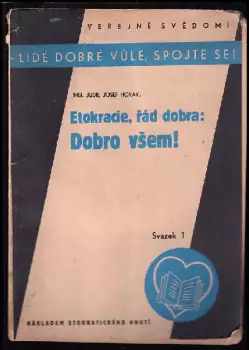 VEREJNÉ SVĚDOMÍ
LIDÉ DOBRÉ VŮLE, SPOJTE SE!
ING. JUDR. JOSEF HORÁK:
Etokracie, řád dobra:
Dobro všem!
Svazek 1
NÁKLADEM ETOKRATICKÉHO HNUTÍ